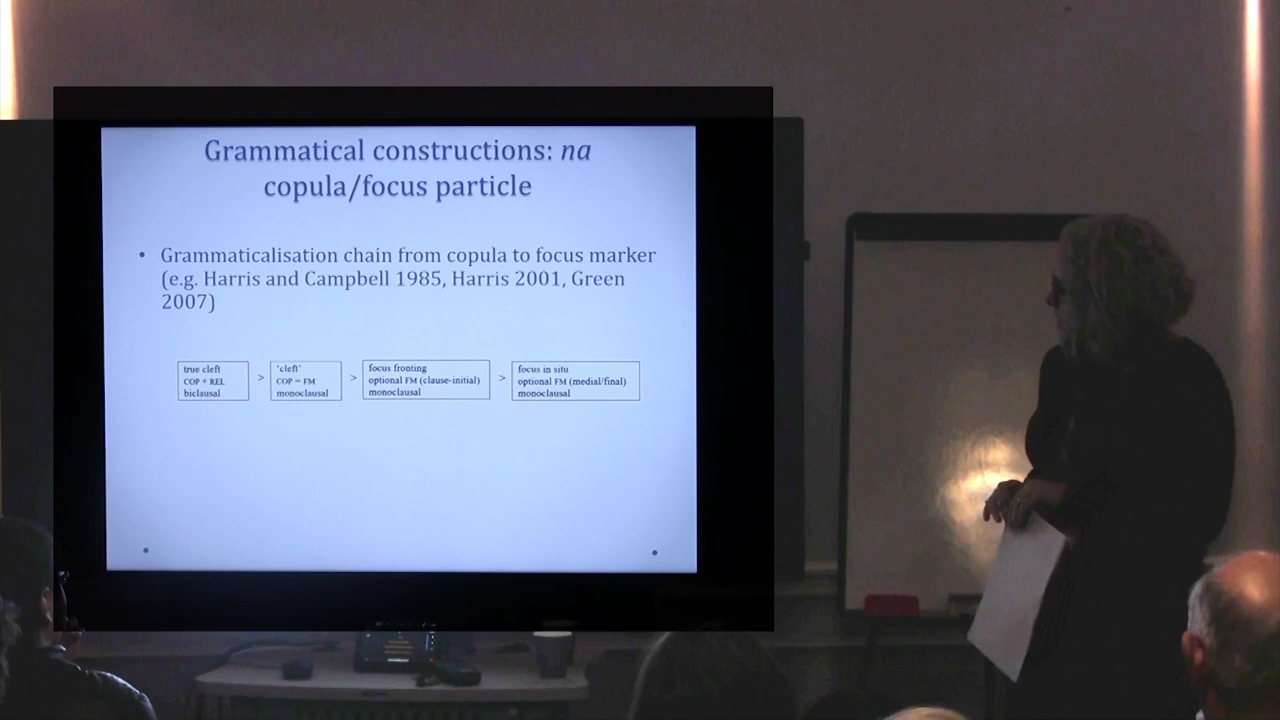 Grammatical constructions: na
copula/focus particle
• Grammaticalisation chain from copula to focus marker
(e.g. Harris and Campbell 1985, Harris 2001, Green
2007)
true cleft
COP + REL
biclausal
>
'cleft'
COP = FM
monoclausal
>
focus fronting
optional FM (clause-initial)
monoclausal
>
focus in situ
optional FM (medial/final)
monoclausal